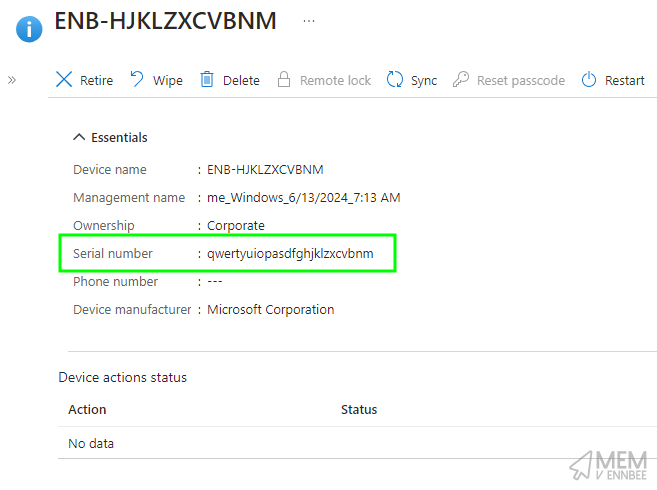 ENB-HJKLZXCVBNM ...
» Retire Wipe Delete Remote lock Sync Reset passcode Restart
Essentials
Device name : ENB-HJKLZXCVBNM
Management name : me_Windows_6/13/2024_7:13 AM
Ownership : Corporate
Serial number : qwertyuiopasdfghjklzxcvbnm
Phone number : ---
Device manufacturer : Microsoft Corporation
Device actions status
Action Status
No data
MEM
V ENNBEE